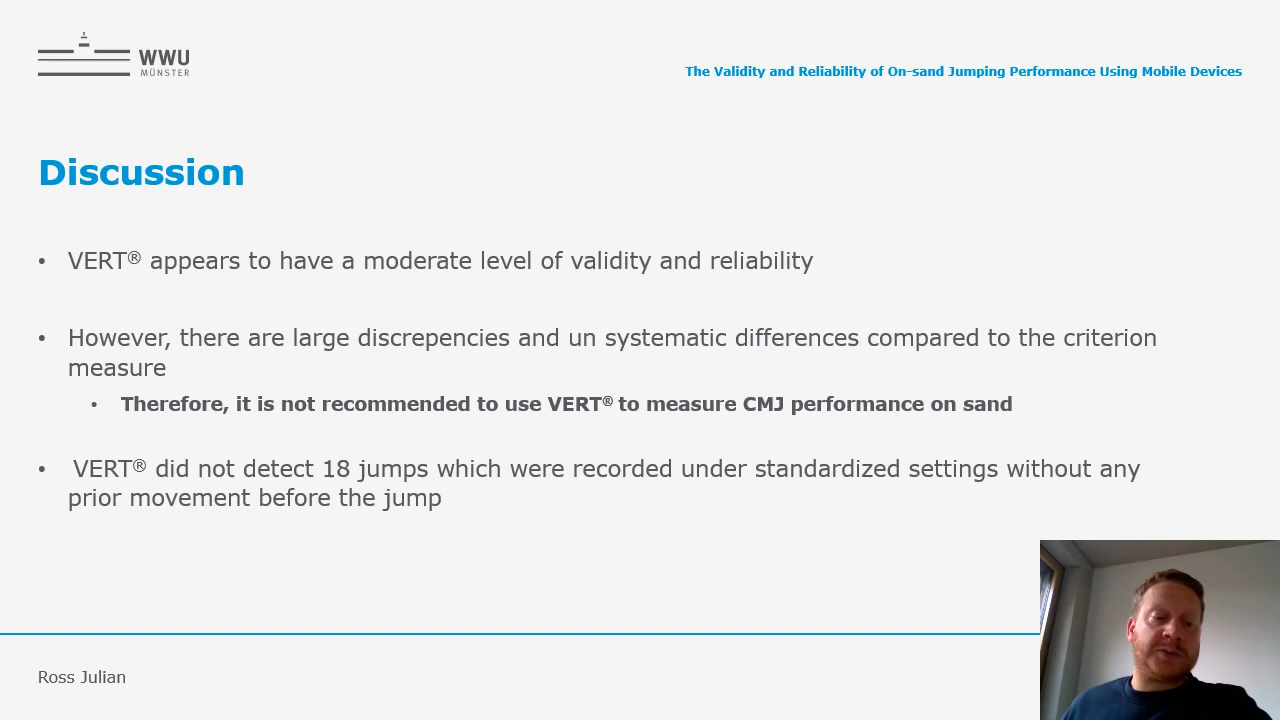 WWU
MÜNSTER
The Validity and Reliability of On-sand Jumping Performance Using Mobile Devices
Discussion
• VERT® appears to have a moderate level of validity and reliability
• However, there are large discrepencies and un systematic differences compared to the criterion
measure
• Therefore, it is not recommended to use VERT® to measure CMJ performance on sand
• VERT® did not detect 18 jumps which were recorded under standardized settings without any
prior movement before the jump
Ross Julian